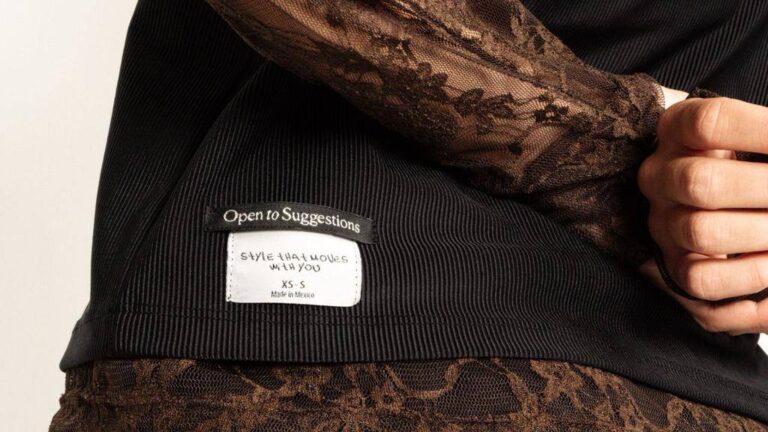 Open to Suggestions
STYLE THAT MOVES
WITH YOU
XS - S
Made in Mexico